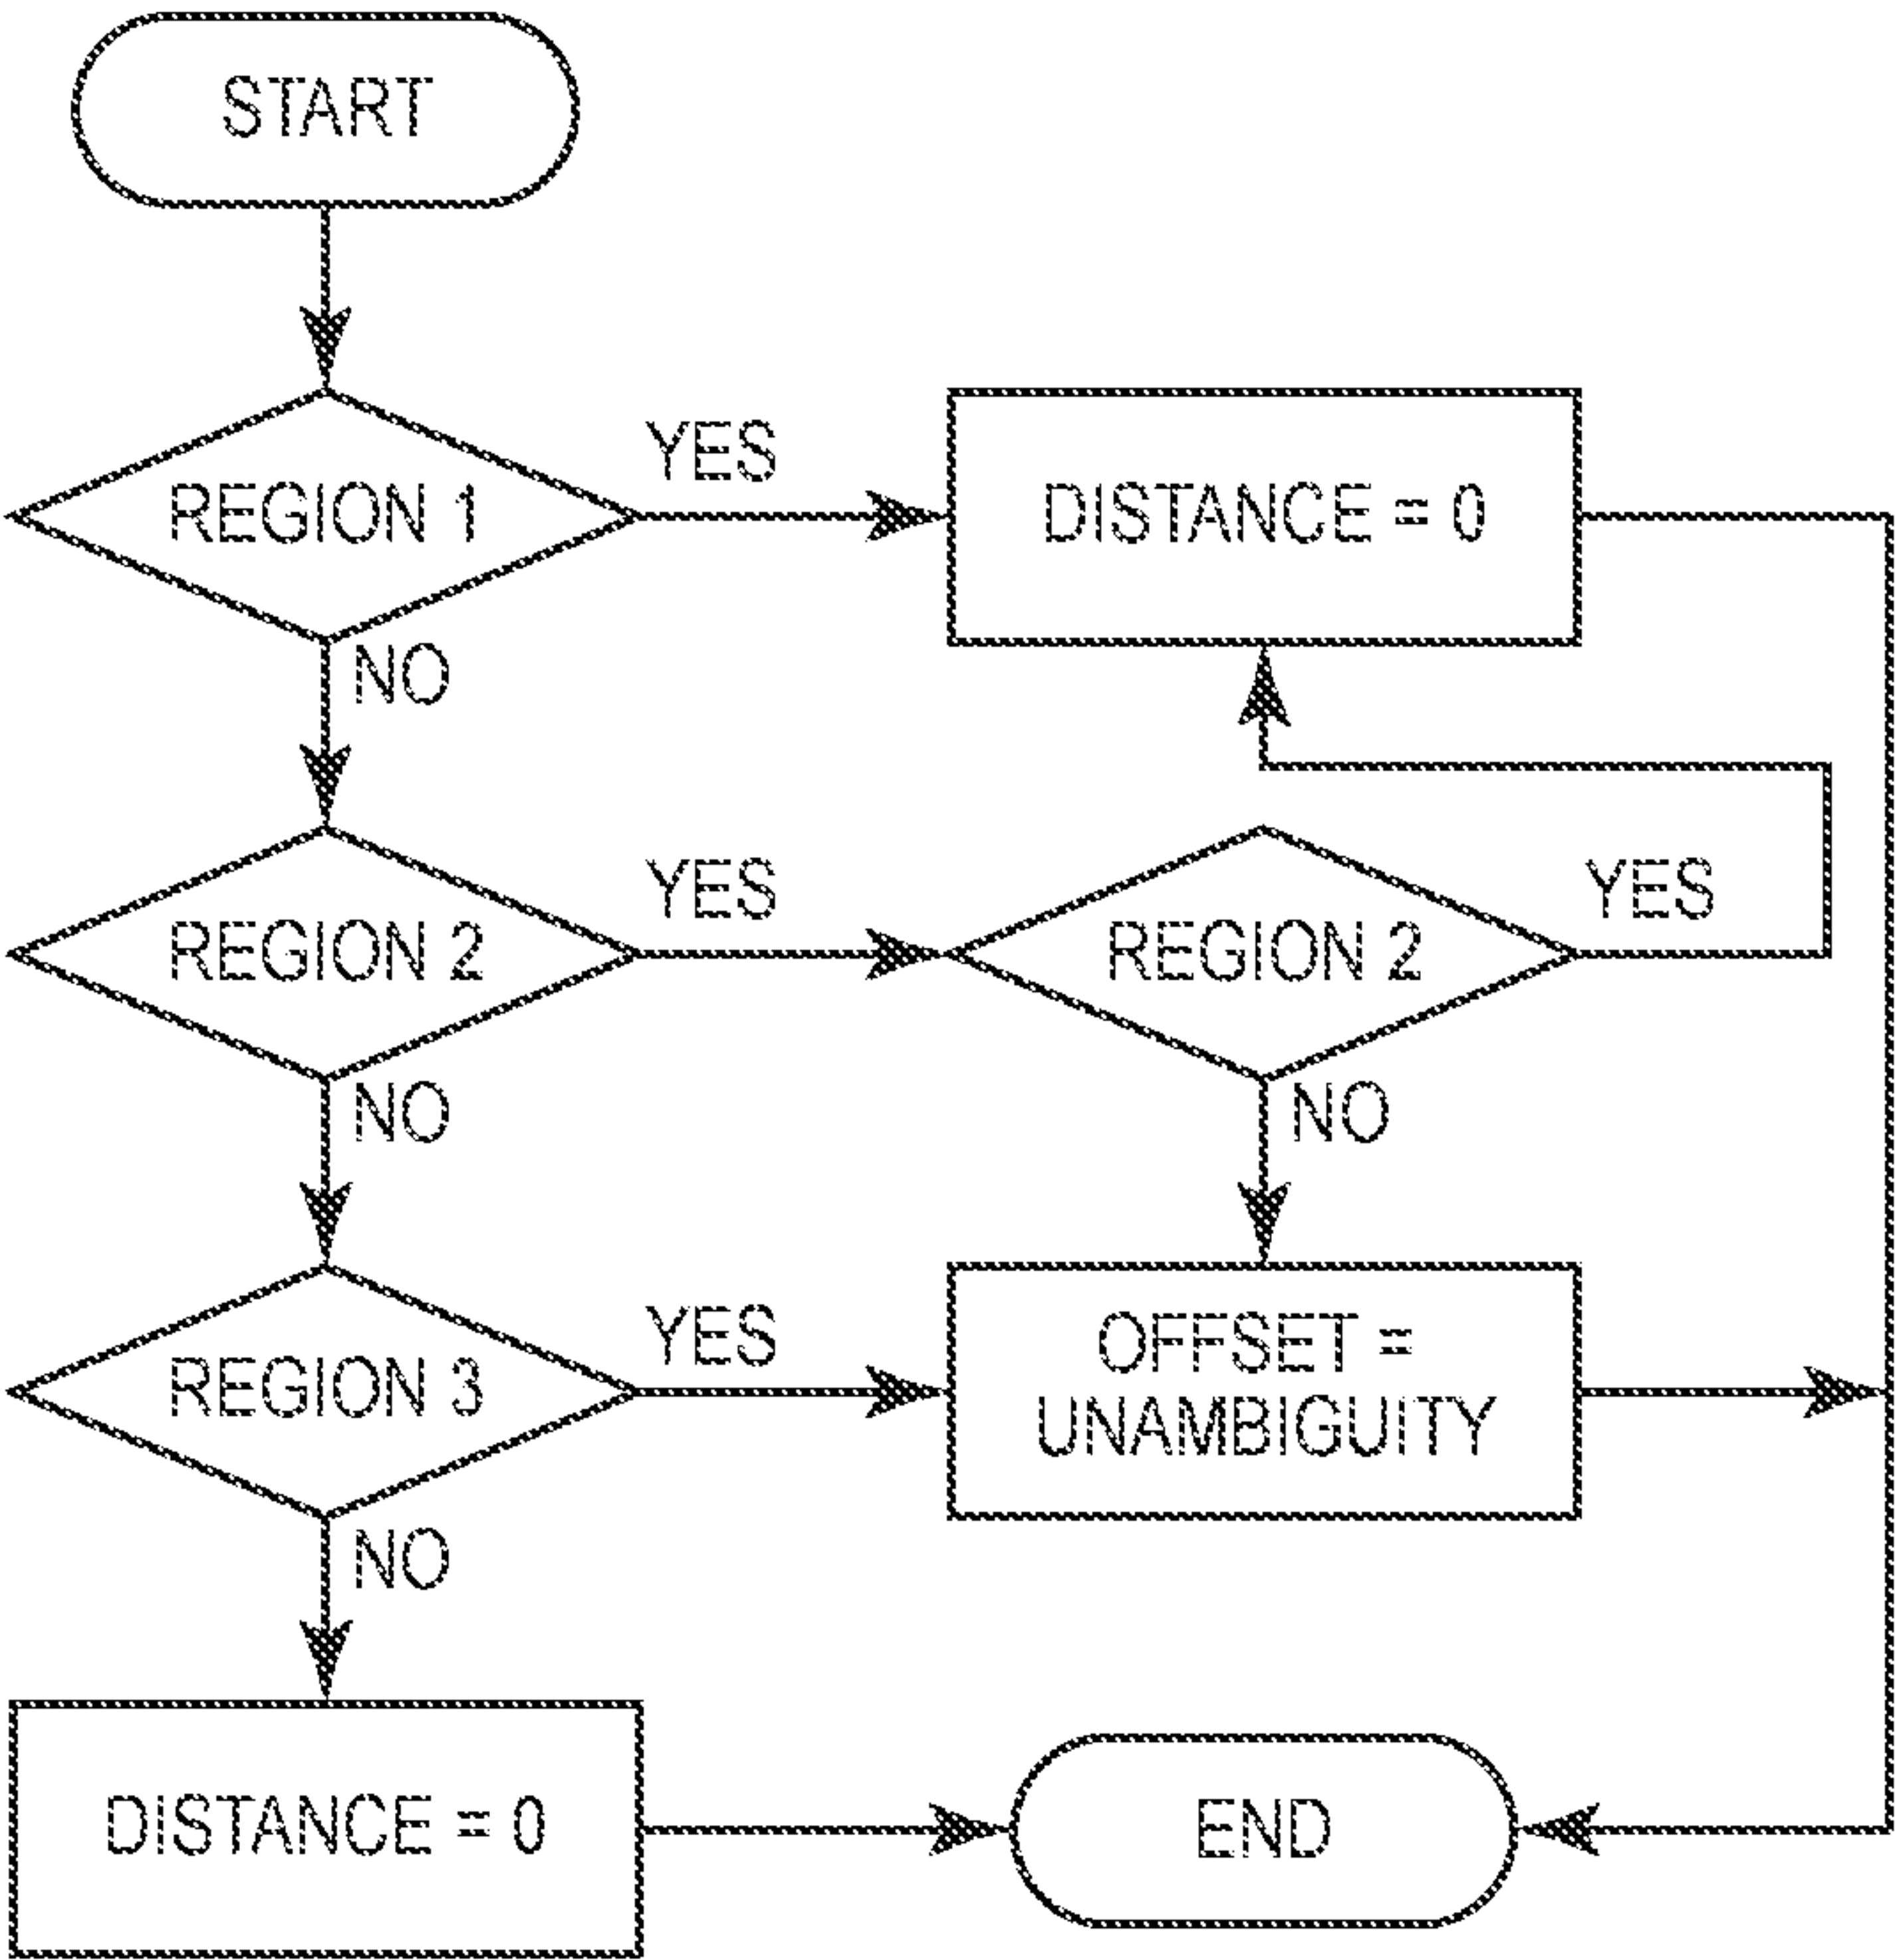 START
REGION 1
YES
DISTANCE = 0
NO
REGION 2
YES
REGION 2
YES
NO
NO
REGION 3
YES
OFFSET =
UNAMBIGUITY
NO
DISTANCE = 0
END